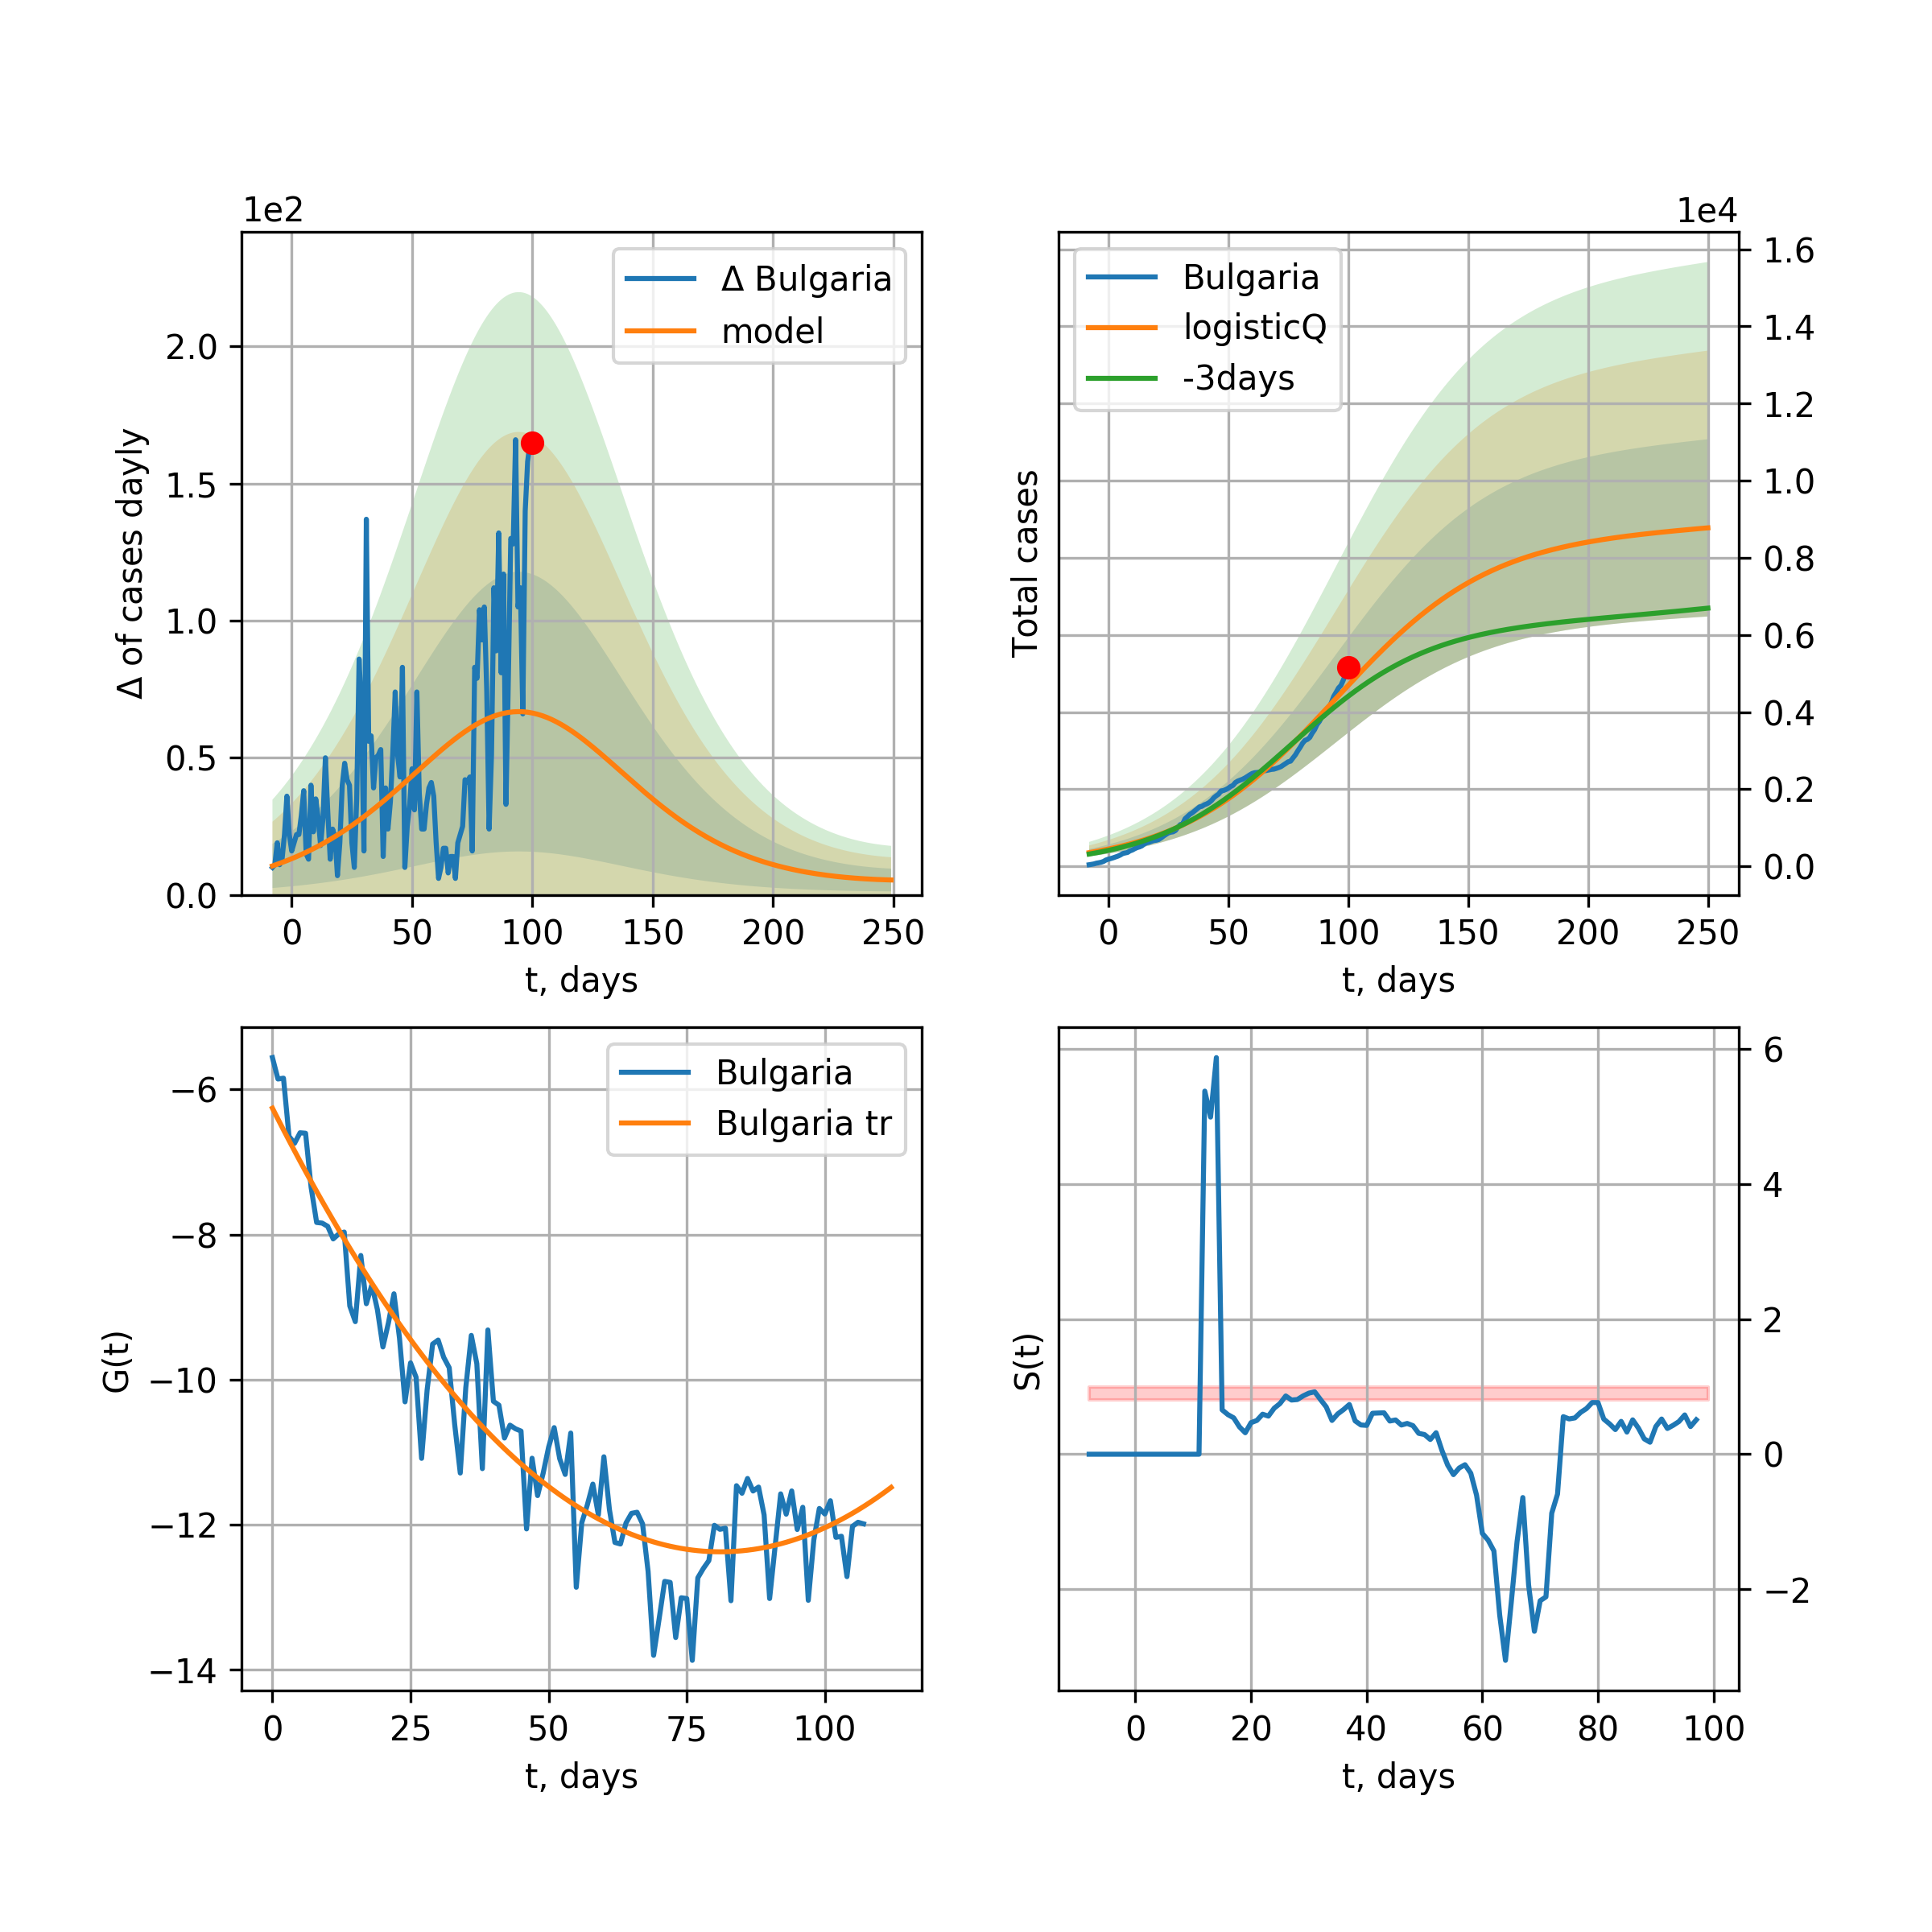 1e2
Δ Bulgaria
model
2.0
1.5
1.0
0.5
0.0
Δ of cases dayly
0 50 100 150 200 250
t, days
1e4
Bulgaria
logisticQ
-3days
1.6
1.4
1.2
1.0
0.8
0.6
0.4
0.2
0.0
Total cases
0 50 100 150 200 250
t, days
Bulgaria
Bulgaria tr
−6
−8
−10
−12
−14
G(t)
0 25 50 75 100
t, days
6
4
2
0
−2
S(t)
0 20 40 60 80 100
t, days